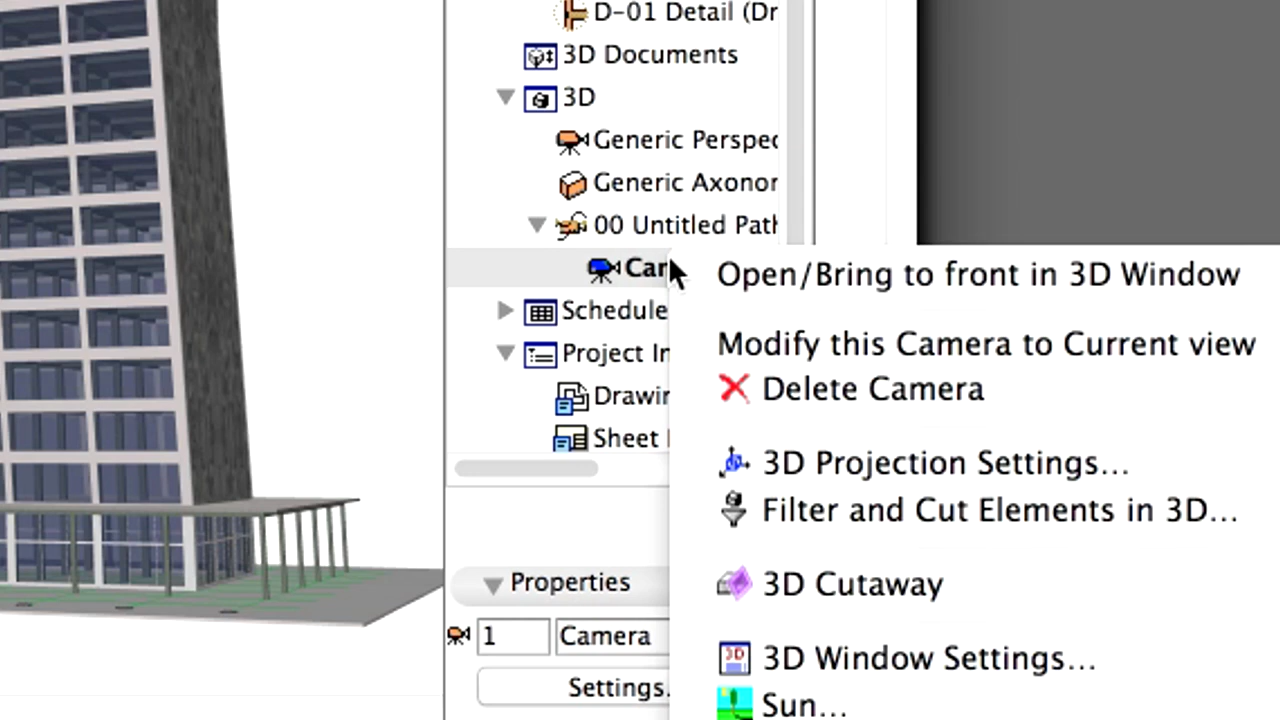 D-01 Detail (Dr
3D Documents
3D
Generic Perspec
Generic Axonor
00 Untitled Path
Car
Schedule
Project In
Drawin
Sheet
Properties
1
Camera
Settings.
Open/Bring to front in 3D Window
Modify this Camera to Current view
Delete Camera
3D Projection Settings...
Filter and Cut Elements in 3D...
3D Cutaway
3D Window Settings...
Sun...